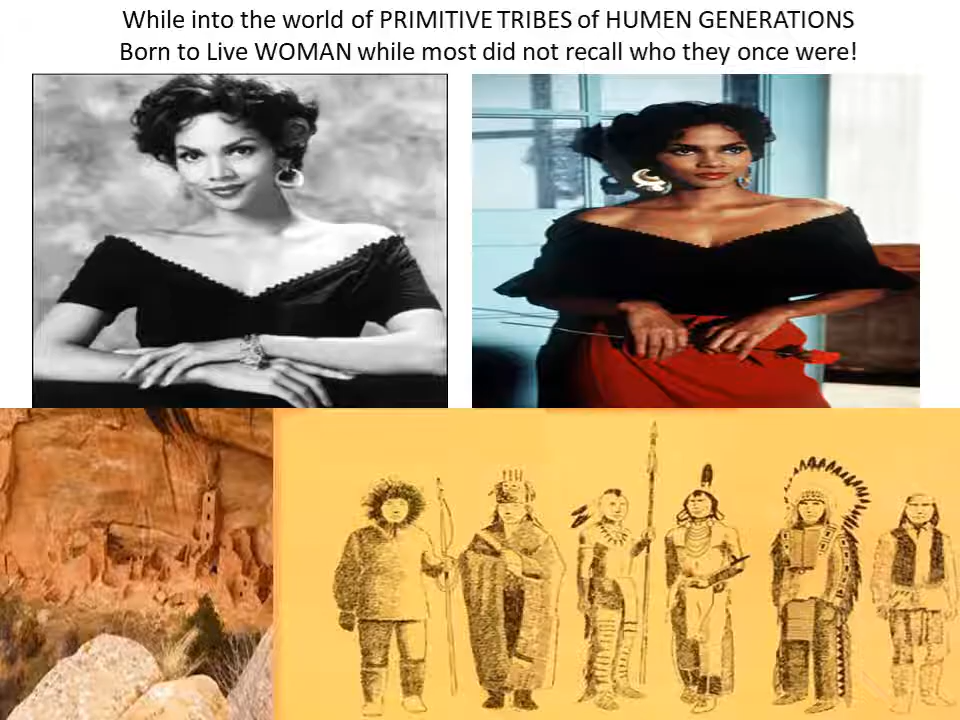 While into the world of PRIMITIVE TRIBES of HUMEN GENERATIONS
Born to Live WOMAN while most did not recall who they once were!